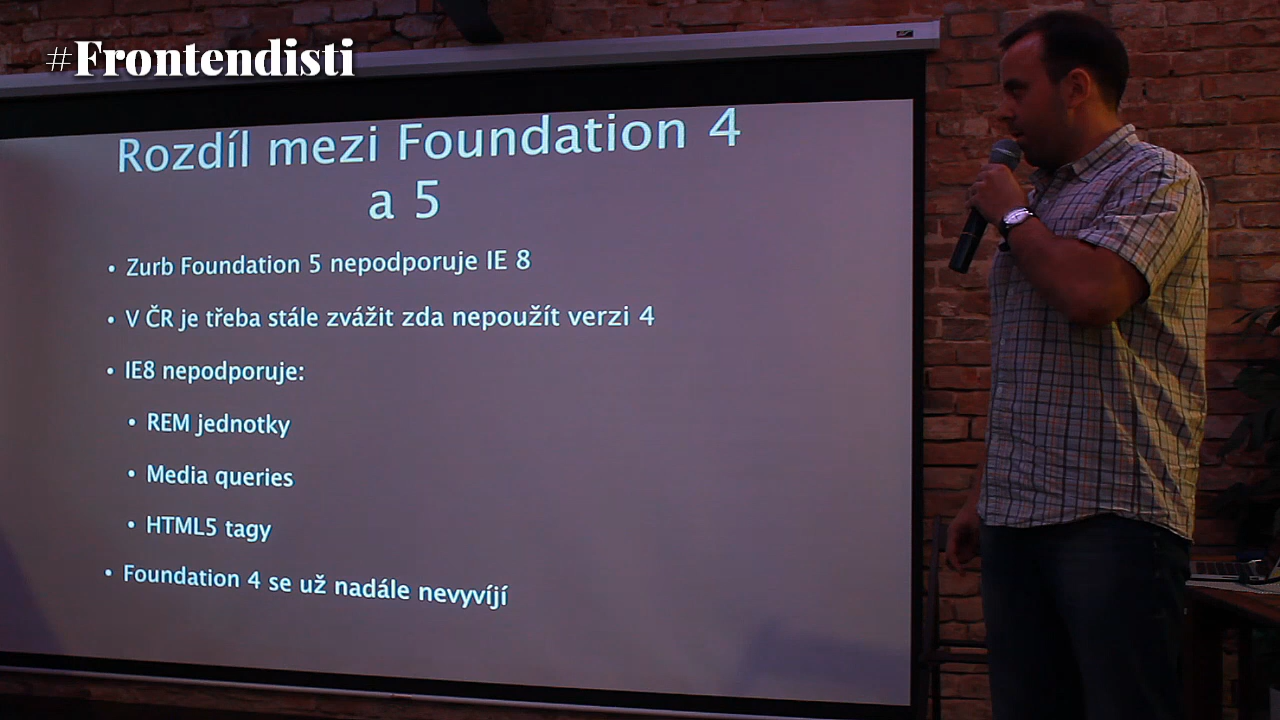 #Frontendisti
Rozdíl mezi Foundation 4
a 5
• Zurb Foundation 5 nepodporuje IE 8
• V ČR je třeba stále zvážit zda nepoužít verzi 4
• IE8 nepodporuje:
• REM jednotky
• Media queries
• HTML5 tagy
• Foundation 4 se už nadále nevyvíjí